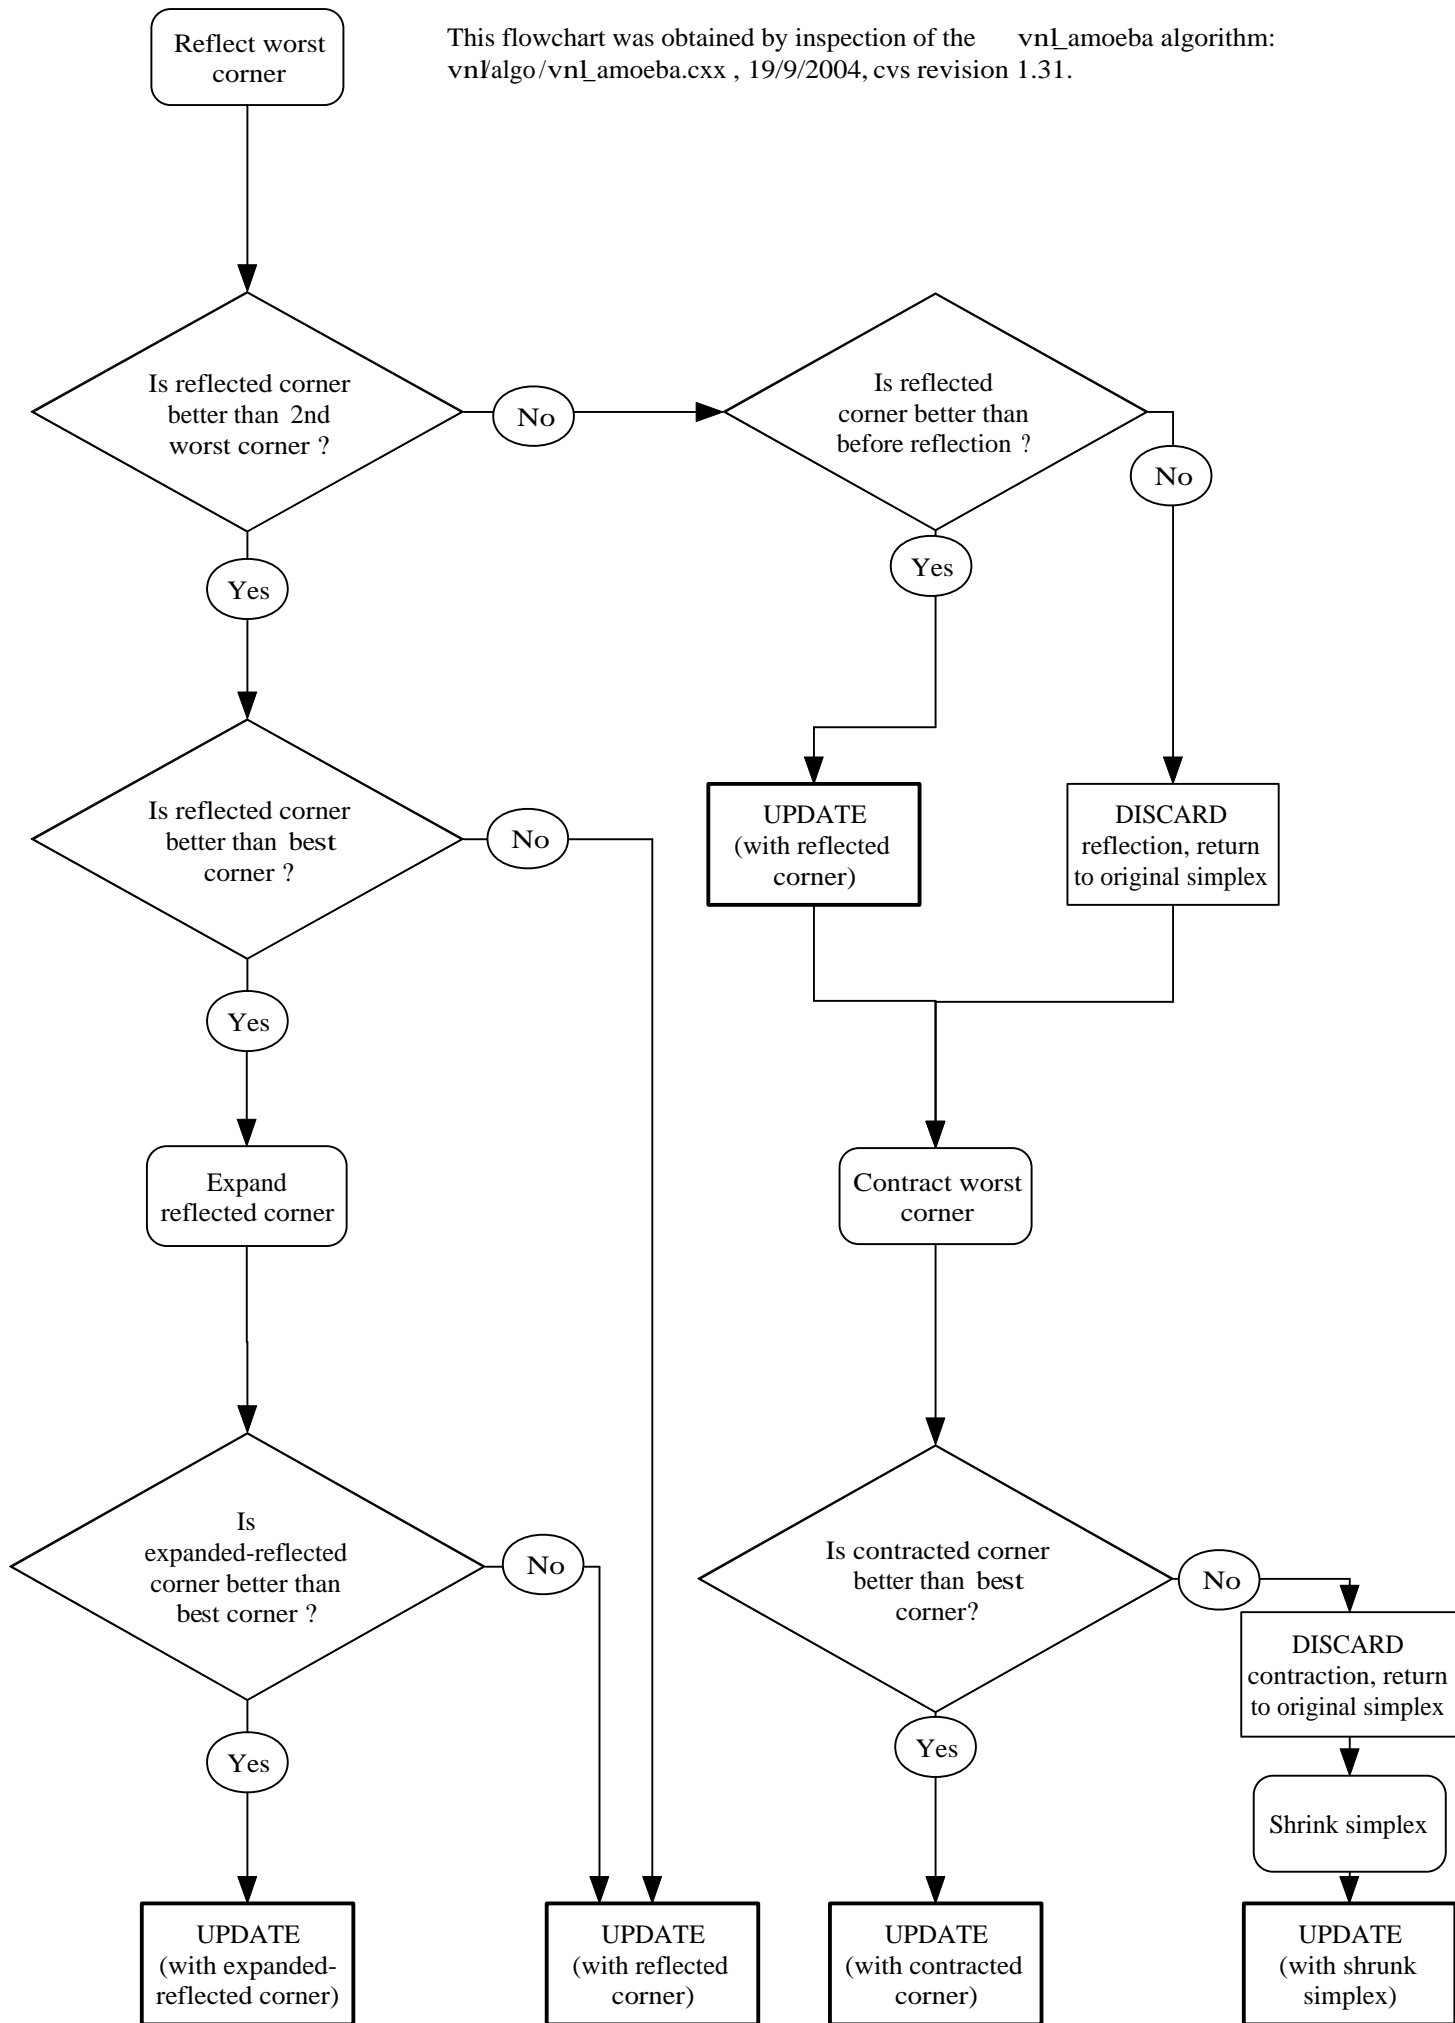 This flowchart was obtained by inspection of the vnl_amoeba algorithm:
vnl/algo/vnl_amoeba.cxx , 19/9/2004, cvs revision 1.31.
Reflect worst
corner
Is reflected corner
better than 2nd
worst corner ?
No
Is reflected
corner better than
before reflection ?
No
Yes
Yes
Is reflected corner
better than best
corner ?
No
UPDATE
(with reflected
corner)
DISCARD
reflection, return
to original simplex
Yes
Expand
reflected corner
Contract worst
corner
Is
expanded-reflected
corner better than
best corner ?
No
Is contracted corner
better than best
corner?
No
DISCARD
contraction, return
to original simplex
Yes
Yes
Shrink simplex
UPDATE
(with expanded-
reflected corner)
UPDATE
(with reflected
corner)
UPDATE
(with contracted
corner)
UPDATE
(with shrunk
simplex)